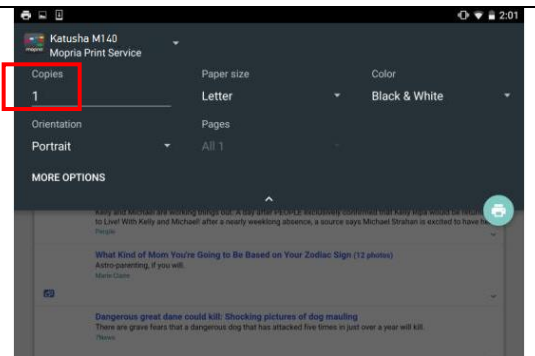 2:01
Katusha M140
mopria Mopria Print Service
Copies Paper size Color
1 Letter Black & White
Orientation Pages
Portrait All 1
MORE OPTIONS
Kelly and Michael are working things out. A day after PEOPLE exclusively confirmed that Kelly Ripa would be return
to Live! With Kelly and Michael! after a nearly weeklong absence, a source says Michael Strahan is excited to have he
People
What Kind of Mom You're Going to Be Based on Your Zodiac Sign (12 photos)
Astro-parenting, if you will.
Marie Claire
Dangerous great dane could kill: Shocking pictures of dog mauling
There are grave fears that a dangerous dog that has attacked five times in just over a year will kill.
7News